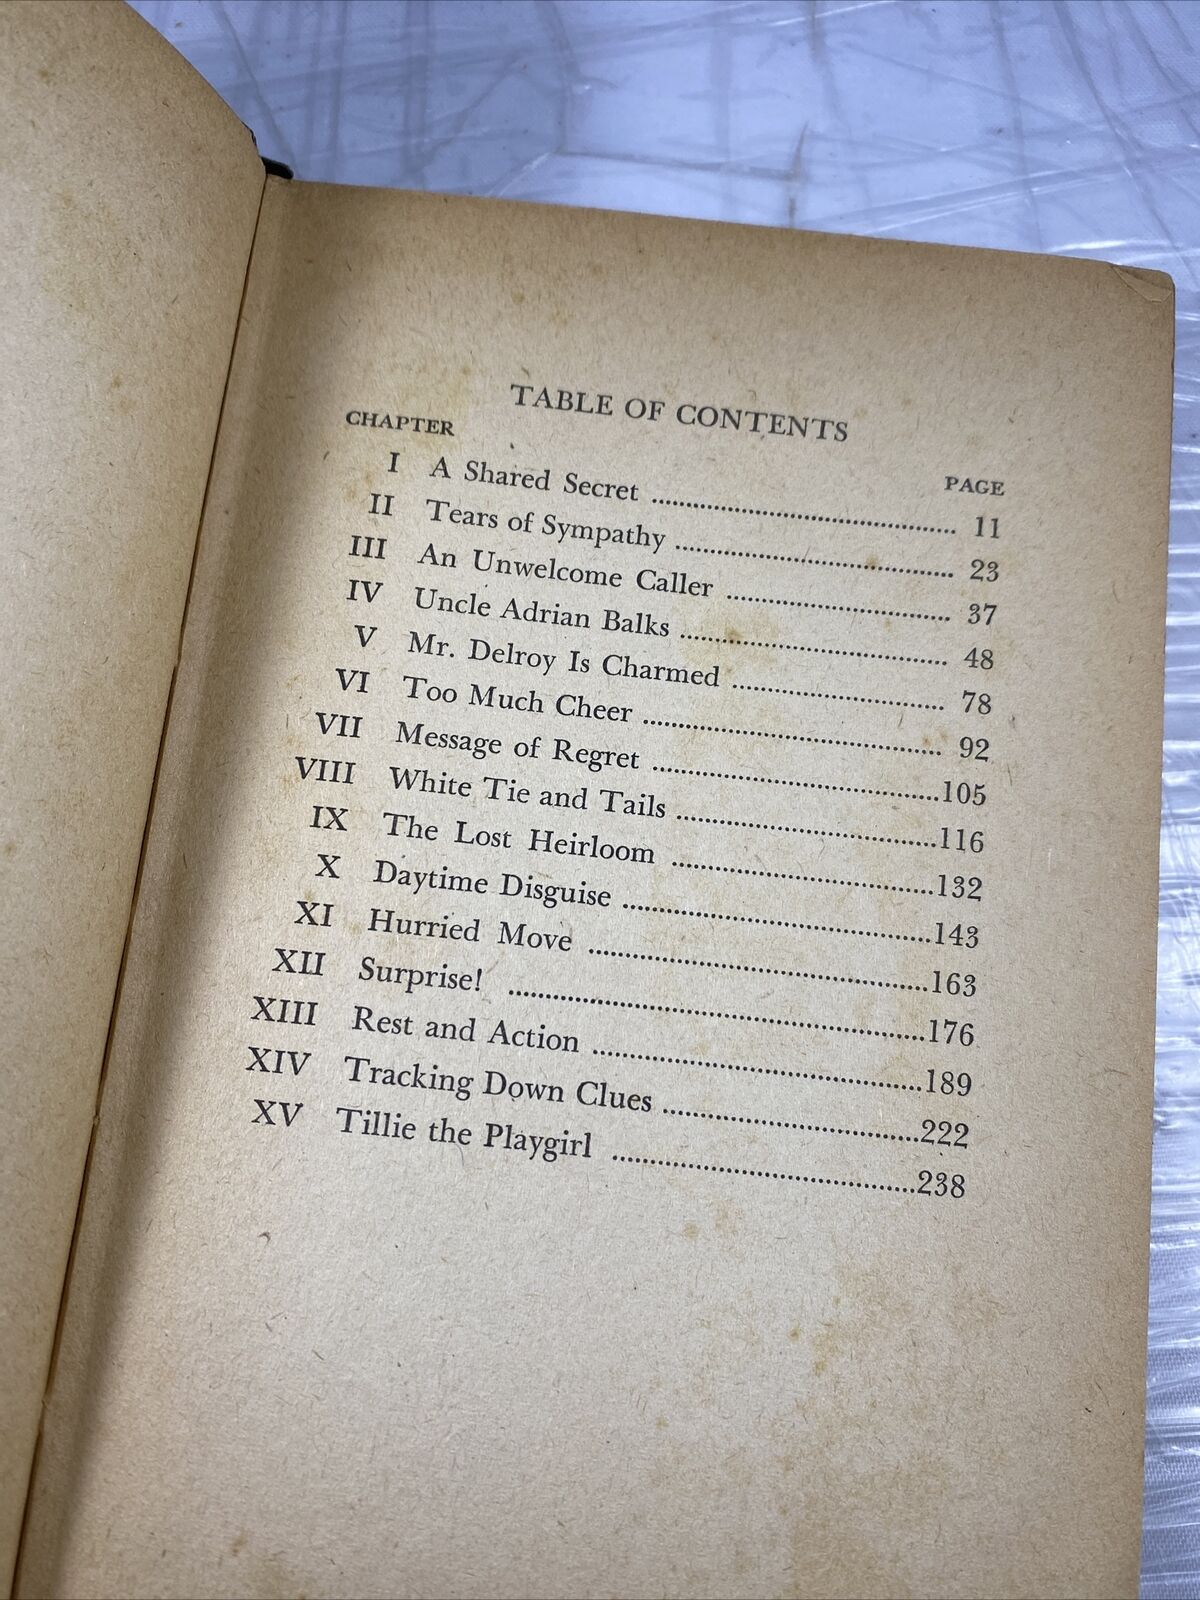 TABLE OF CONTENTS
CHAPTER PAGE
I A Shared Secret ........................................ 11
II Tears of Sympathy ..................................... 23
III An Unwelcome Caller .............................. 37
IV Uncle Adrian Balks ................................... 48
V Mr. Delroy Is Charmed ............................ 78
VI Too Much Cheer ....................................... 92
VII Message of Regret ......................................105
VIII White Tie and Tails ...................................116
IX The Lost Heirloom ...................................132
X Daytime Disguise .........................................143
XI Hurried Move .............................................163
XII Surprise! .......................................................176
XIII Rest and Action ...........................................189
XIV Tracking Down Clues ..................................222
XV Tillie the Playgirl ........................................238